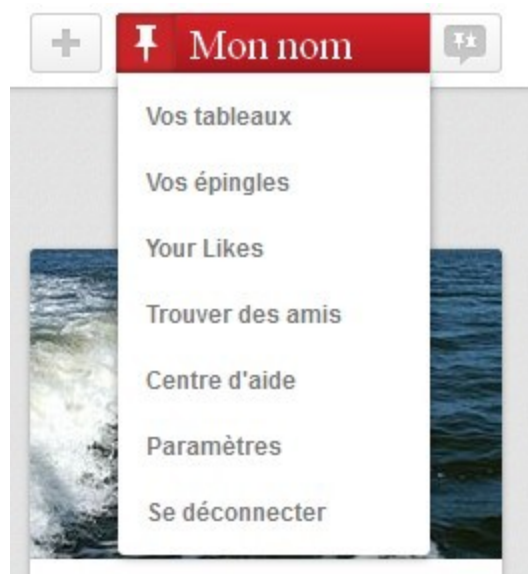 Mon nom
Vos tableaux
Vos épingles
Your Likes
Trouver des amis
Centre d'aide
Paramètres
Se déconnecter